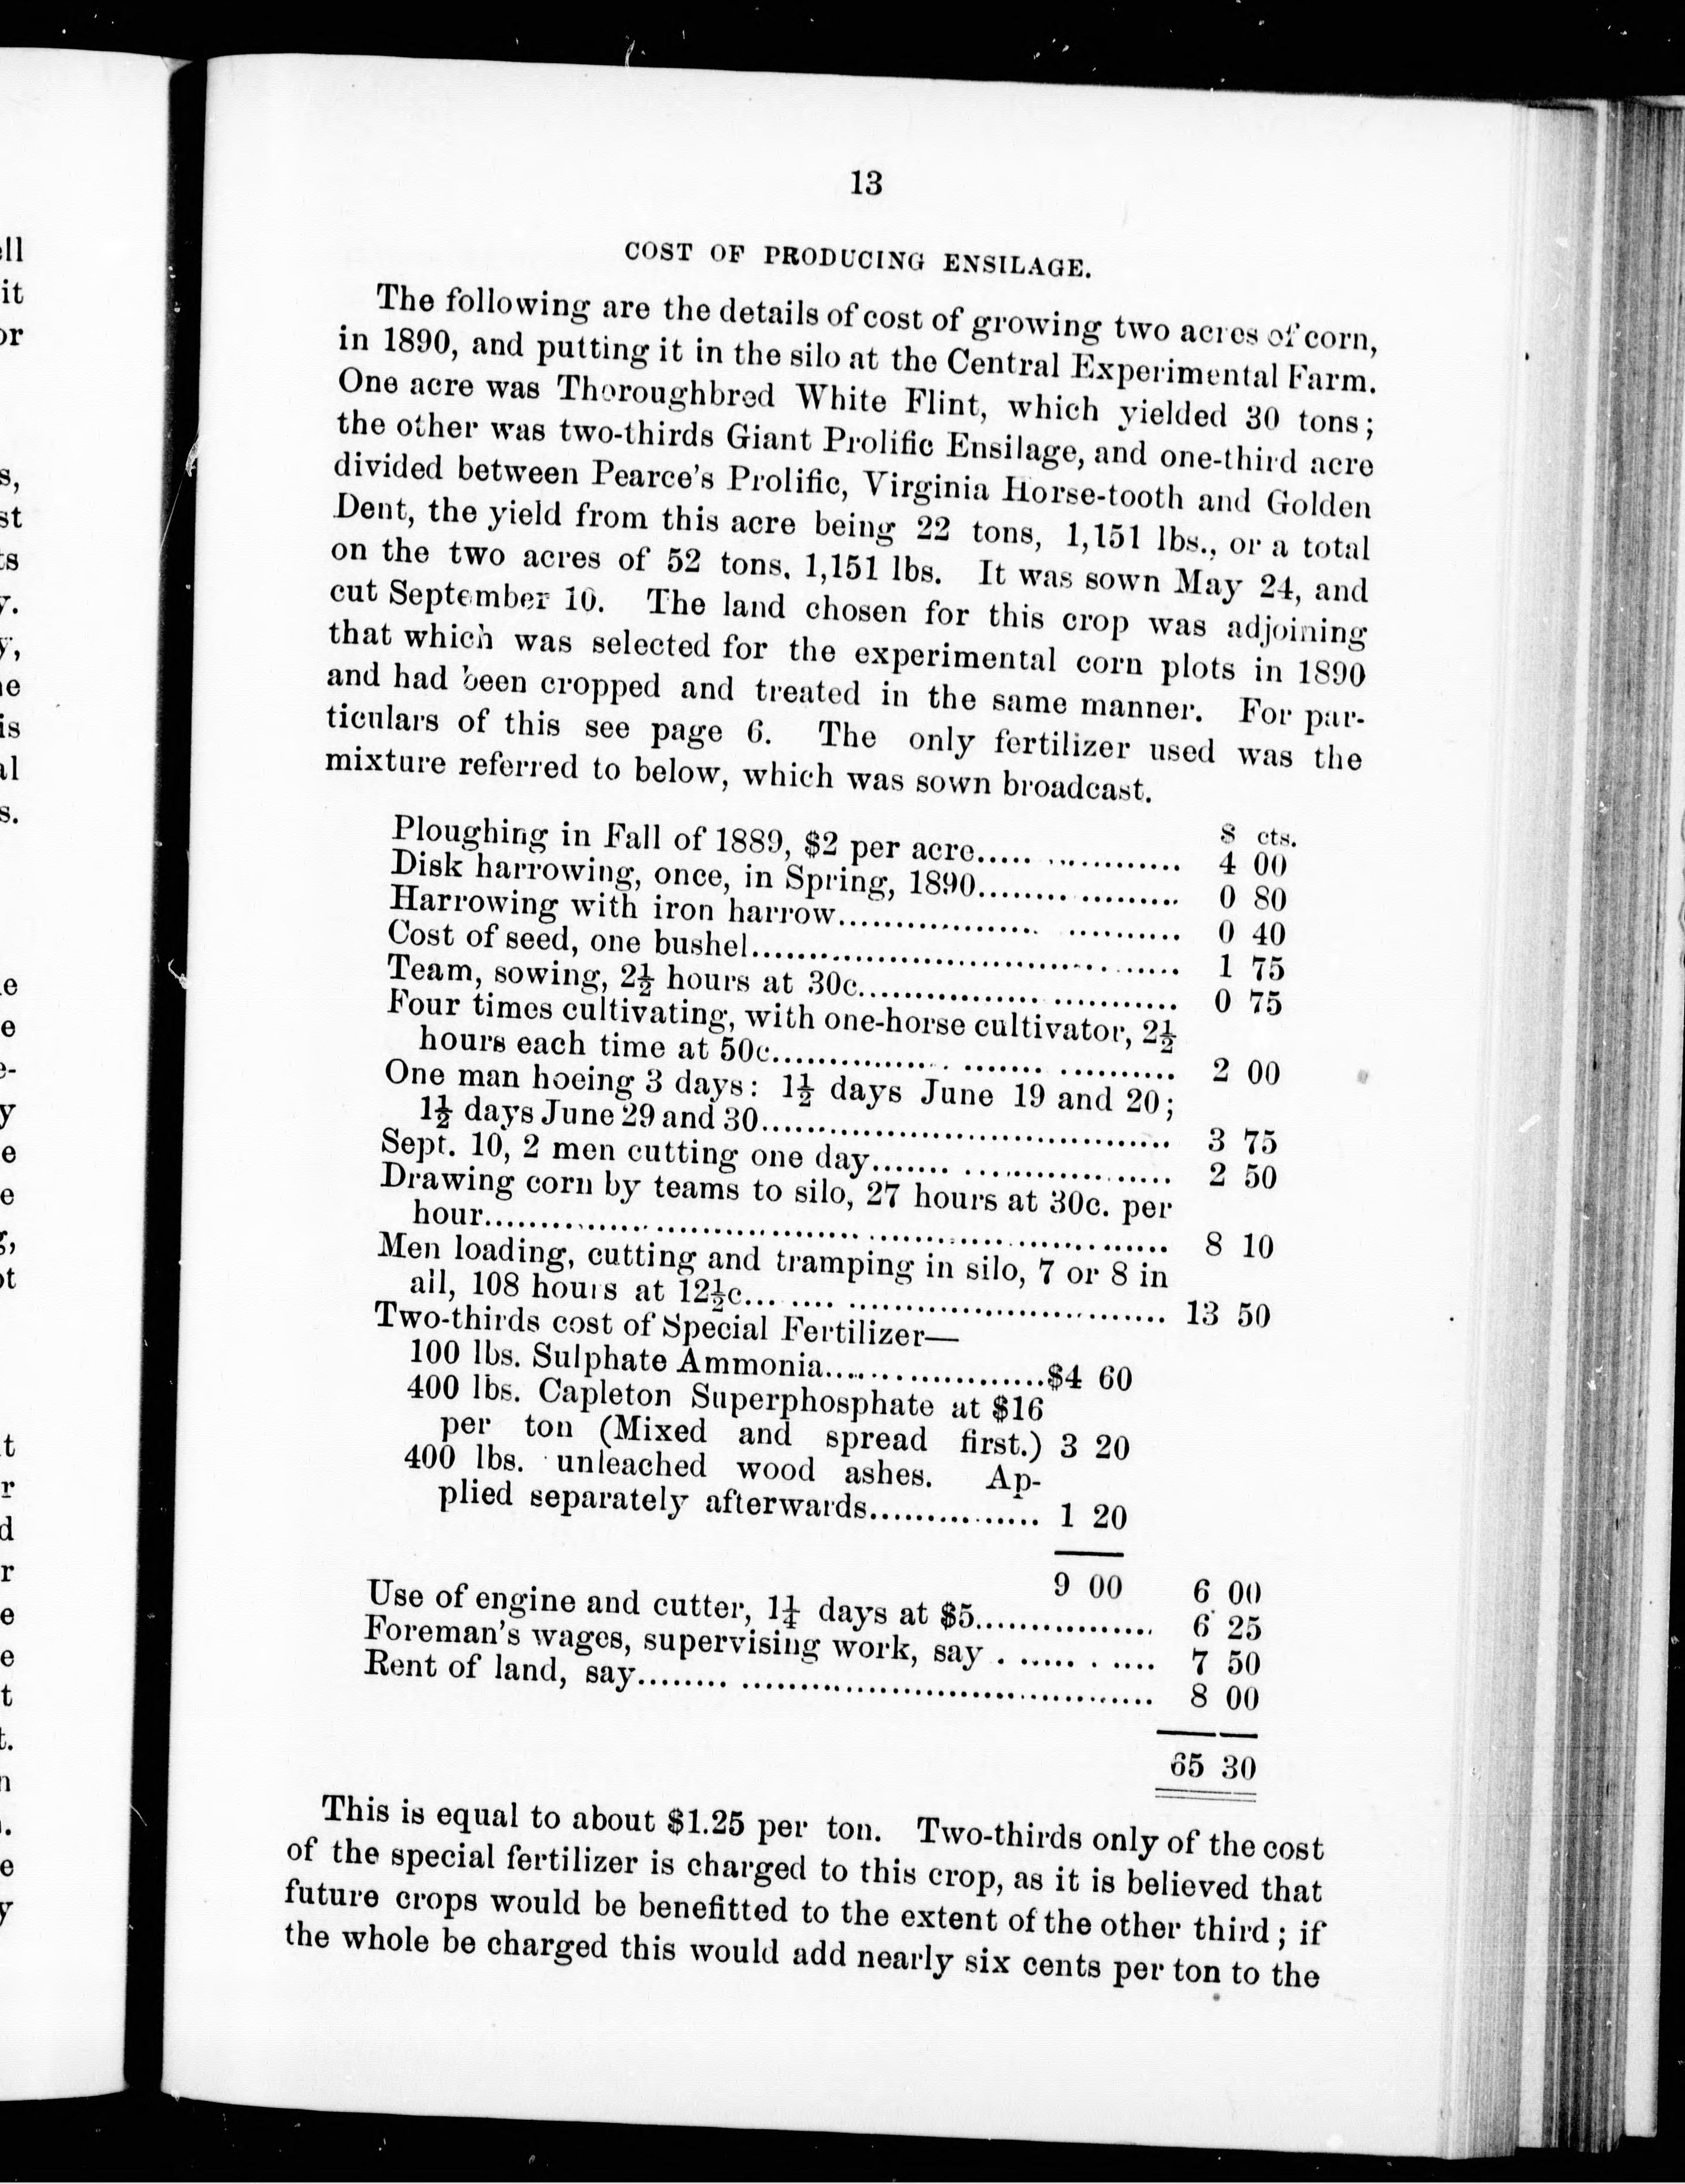 13
COST OF PRODUCING ENSILAGE.
The following are the details of cost of growing two acres of corn,
in 1890, and putting it in the silo at the Central Experimental Farm.
One acre was Thoroughbred White Flint, which yielded 30 tons;
the other was two-thirds Giant Prolific Ensilage, and one-third acre
divided between Pearce's Prolific, Virginia Horse-tooth and Golden
Dent, the yield from this acre being 22 tons, 1,151 lbs., or a total
on the two acres of 52 tons, 1,151 lbs. It was sown May 24, and
cut September 10. The land chosen for this crop was adjoining
that which was selected for the experimental corn plots in 1890
and had been cropped and treated in the same manner. For par-
ticulars of this see page 6. The only fertilizer used was the
mixture referred to below, which was sown broadcast.
$ cts.
Ploughing in Fall of 1889, $2 per acre................ 4 00
Disk harrowing, once, in Spring, 1890.................. 0 80
Harrowing with iron harrow............................ 0 40
Cost of seed, one bushel.................................... 1 75
Team, sowing, 2½ hours at 30c........................... 0 75
Four times cultivating, with one-horse cultivator, 2½
hours each time at 50c................................. 2 00
One man hoeing 3 days: 1½ days June 19 and 20;
1½ days June 29 and 30.................................... 3 75
Sept. 10, 2 men cutting one day......................... 2 50
Drawing corn by teams to silo, 27 hours at 30c. per
hour............................................................ 8 10
Men loading, cutting and tramping in silo, 7 or 8 in
all, 108 hours at 12½c.................................... 13 50
Two-thirds cost of Special Fertilizer—
100 lbs. Sulphate Ammonia....................$4 60
400 lbs. Capleton Superphosphate at $16
per ton (Mixed and spread first.) 3 20
400 lbs. unleached wood ashes. Ap-
plied separately afterwards............... 1 20
9 00 6 00
Use of engine and cutter, 1¼ days at $5................ 6 25
Foreman's wages, supervising work, say . ...... . .... 7 50
Rent of land, say............................................. 8 00
65 30
This is equal to about $1.25 per ton. Two-thirds only of the cost
of the special fertilizer is charged to this crop, as it is believed that
future crops would be benefitted to the extent of the other third; if
the whole be charged this would add nearly six cents per ton to the